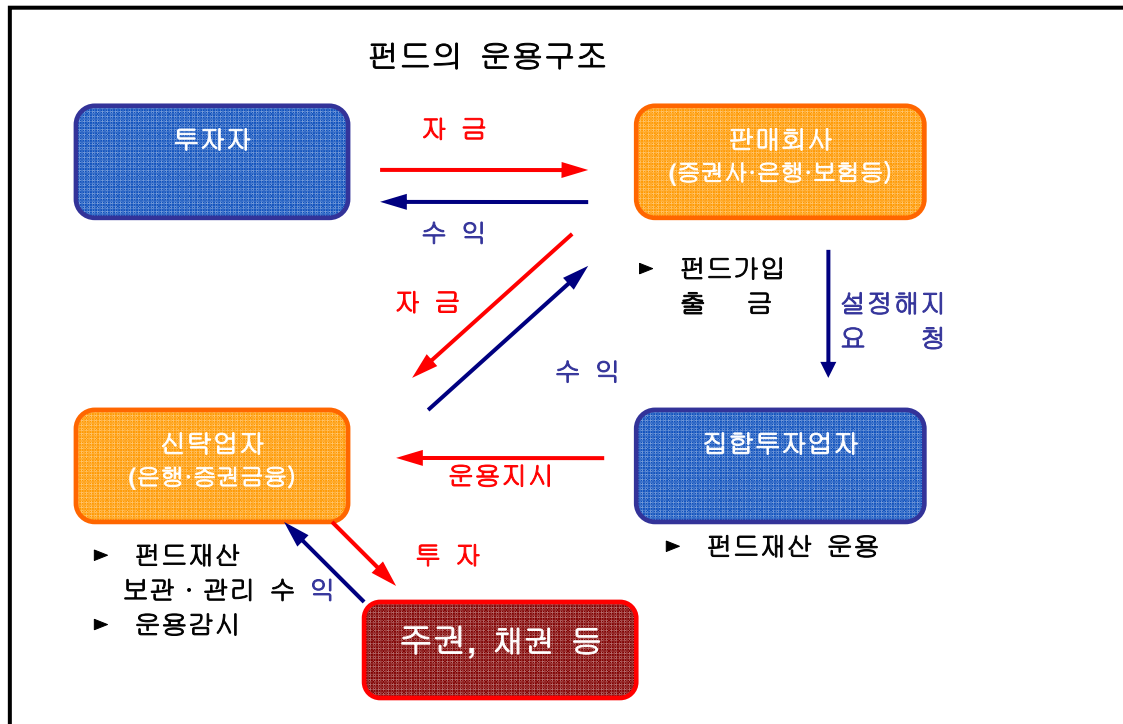 펀드의 운용구조
투자자
자 금
판매회사
(증권사·은행·보험등)
수 익
► 펀드가입
출 금
자 금
설정해지
요 청
수 익
신탁업자
(은행·증권금융)
집합투자업자
운용지시
► 펀드재산 운용
► 펀드재산
보관·관리 수 익
► 운용감시
투 자
주권, 채권 등